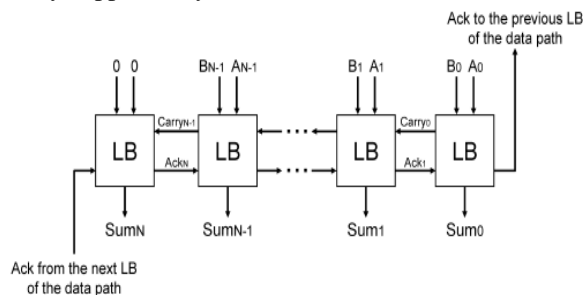 Ack to the previous LB
of the data path
0 0
BN-1 AN-1
B1 A1
B0 A0
CarryN-1
Carry0
LB
LB
LB
LB
AckN
Ack1
SumN
SumN-1
Sum1
Sum0
Ack from the next LB
of the data path